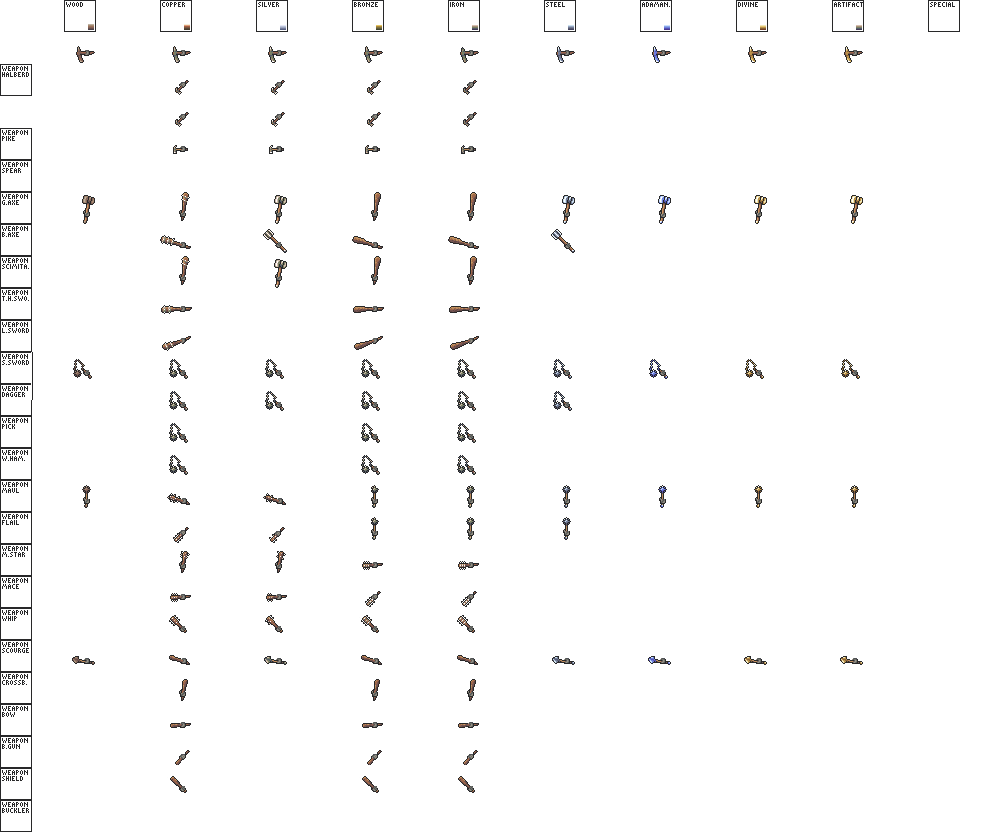 WOOD COPPER SILVER BRONZE IRON STEEL ADAMAN. DIVINE ARTIFACT SPECIAL
WEAPON
HALBERD
WEAPON
PIKE
WEAPON
SPEAR
WEAPON
G.AXE
WEAPON
B.AXE
WEAPON
SCIMITA.
WEAPON
T.H.SWO.
WEAPON
L.SWORD
WEAPON
S.SWORD
WEAPON
DAGGER
WEAPON
PICK
WEAPON
W.HAM.
WEAPON
MAUL
WEAPON
FLAIL
WEAPON
M.STAR
WEAPON
MACE
WEAPON
WHIP
WEAPON
SCOURGE
WEAPON
CROSSB.
WEAPON
BOW
WEAPON
B.GUN
WEAPON
SHIELD
WEAPON
BUCKLER